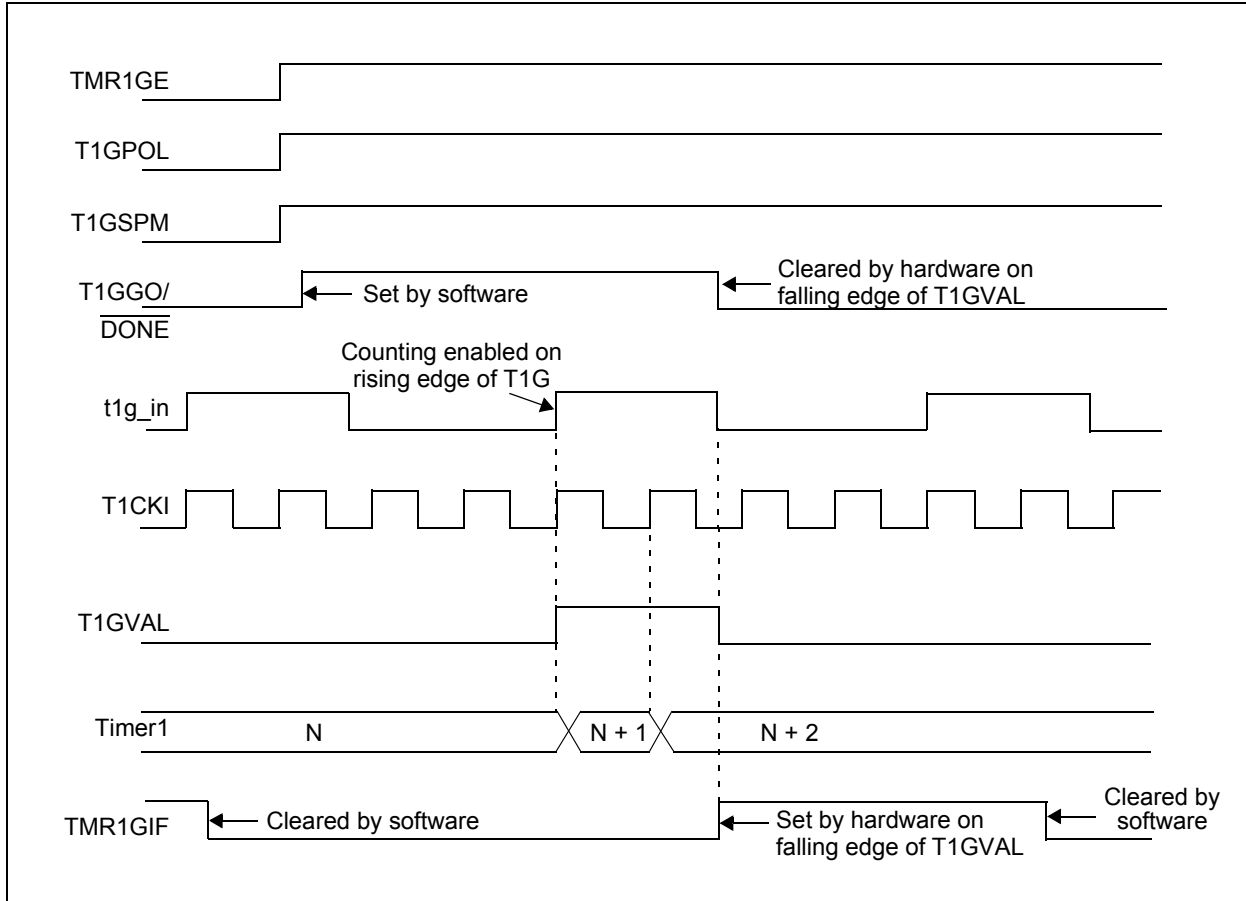 TMR1GE
T1GPOL
T1GSPM
T1GGO/
DONE
Set by software
Cleared by hardware on
falling edge of T1GVAL
Counting enabled on
rising edge of T1G
t1g_in
T1CKI
T1GVAL
Timer1
N
N + 1
N + 2
TMR1GIF
Cleared by software
Set by hardware on
falling edge of T1GVAL
Cleared by
software